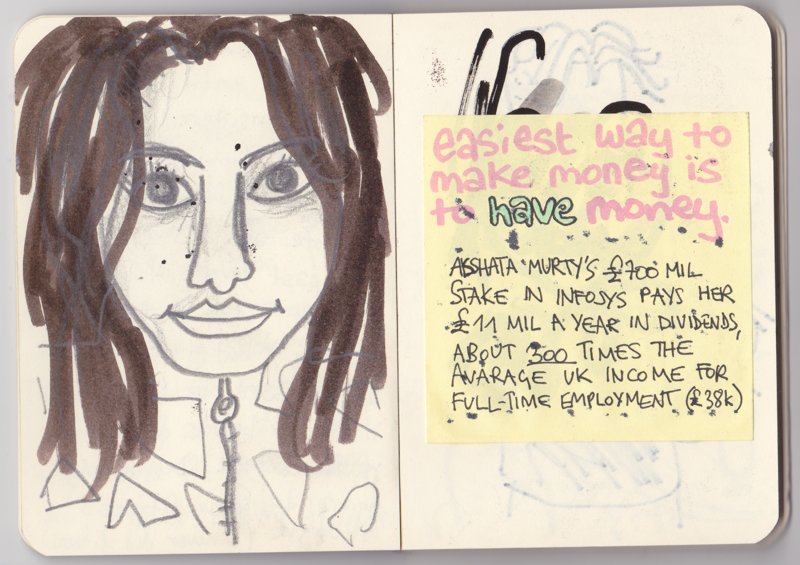 easiest way to
make money is
to have money.
AKSHATA MURTY'S £700 MIL
STAKE IN INFOSYS PAYS HER
£11 MIL A YEAR IN DIVIDENDS,
ABOUT 300 TIMES THE
AVARAGE UK INCOME FOR
FULL-TIME EMPLOYMENT (£38k)